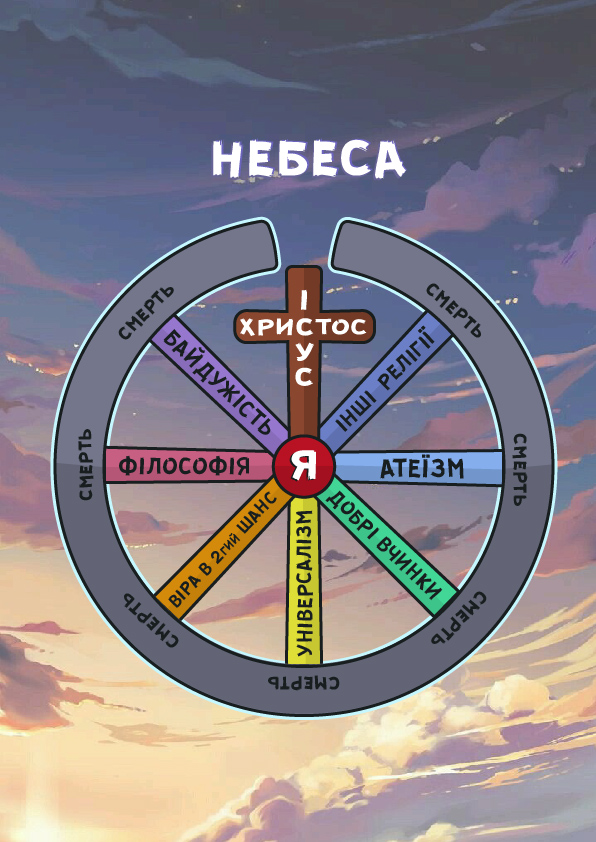 НЕБЕСА
СМЕРТЬ
СМЕРТЬ
ІСУС
ХРИСТОС
БАЙДУЖІСТЬ
ІНШІ РЕЛІГІЇ
СМЕРТЬ
ФІЛОСОФІЯ
Я
АТЕЇЗМ
СМЕРТЬ
ВІРА В 2гий ШАНС
УНІВЕРСАЛІЗМ
ДОБРІ ВЧИНКИ
СМЕРТЬ
СМЕРТЬ
СМЕРТЬ